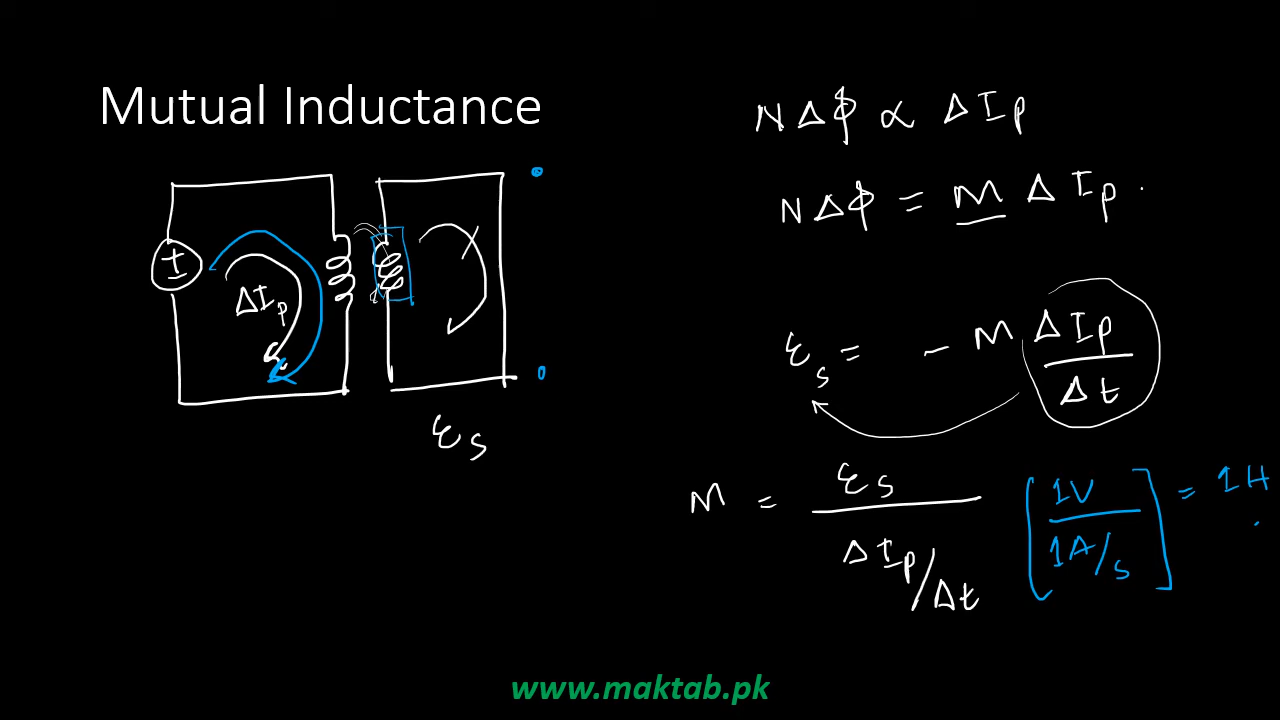 Mutual Inductance
±
ΔIp
εs
NΔϕ ∝ ΔIp
NΔϕ = M ΔIp.
εs = - M ΔIp/Δt
M = εs / ΔIp/Δt [1V / 1A/s] = 1H
www.maktab.pk